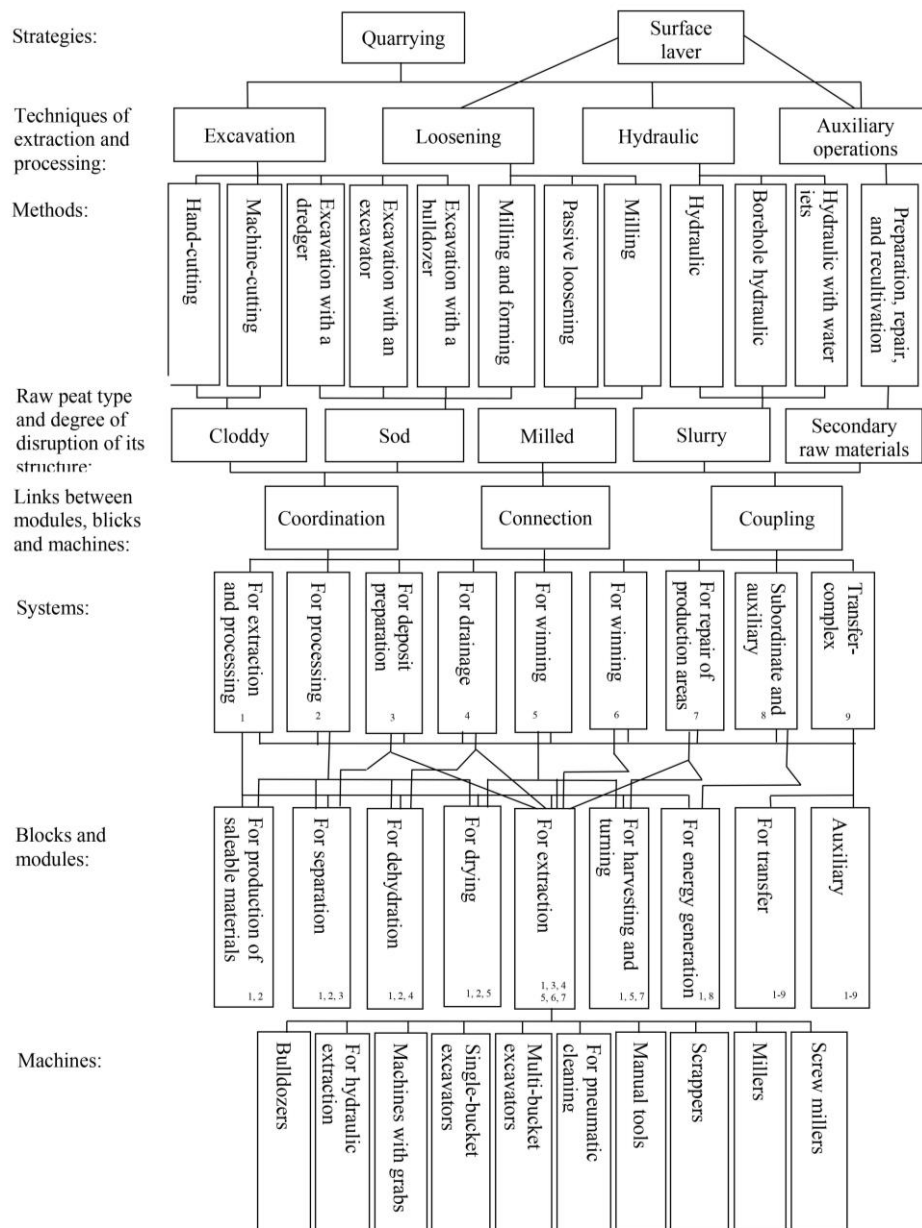 Strategies:
Quarrying
Surface
laver
Techniques of
extraction and
processing:
Excavation
Loosening
Hydraulic
Auxiliary
operations
Methods:
Hand-cutting
Machine-cutting
Excavation with a
dredger
Excavation with an
excavator
Excavation with a
bulldozer
Milling and forming
Passive loosening
Milling
Hydraulic
Borehole hydraulic
Hydraulic with water
iets
Preparation, repair,
and recultivation
Raw peat type
and degree of
disruption of its
structure:
Cloddy
Sod
Milled
Slurry
Secondary
raw materials
Links between
modules, blicks
and machines:
Coordination
Connection
Coupling
Systems:
For extraction
and processing
1
For processing
2
For deposit
preparation
3
For drainage
4
For winning
5
For winning
6
For repair of
production areas
7
Subordinate and
auxiliary
8
Transfer-
complex
9
Blocks and
modules:
For production of
saleable materials
1, 2
For separation
1, 2, 3
For dehydration
1, 2, 4
For drying
1, 2, 5
For extraction
1, 3, 4
5, 6, 7
For harvesting and
turning
1, 5, 7
For energy generation
1, 8
For transfer
1-9
Auxiliary
1-9
Machines:
Bulldozers
For hydraulic
extraction
Machines with grabs
Single-bucket
excavators
Multi-bucket
excavators
For pneumatic
cleaning
Manual tools
Scrappers
Millers
Screw millers